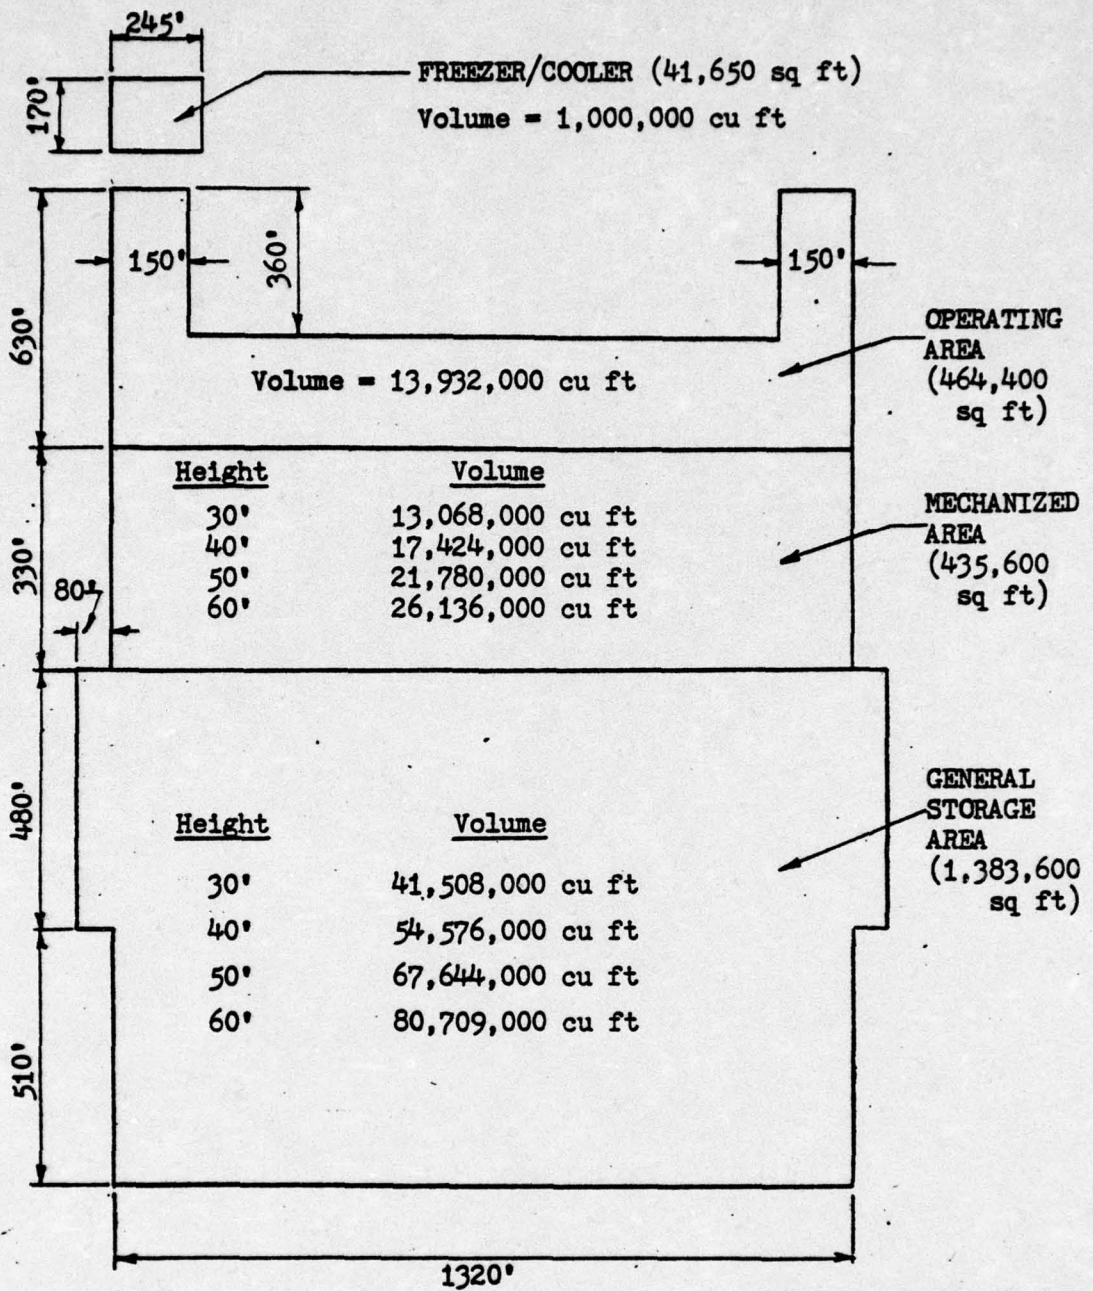 245'
170'
FREEZER/COOLER (41,650 sq ft)
Volume = 1,000,000 cu ft
630'
150'
360'
150'
OPERATING
AREA
(464,400
sq ft)
Volume = 13,932,000 cu ft
330'
Height Volume
30' 13,068,000 cu ft
40' 17,424,000 cu ft
50' 21,780,000 cu ft
60' 26,136,000 cu ft
MECHANIZED
AREA
(435,600
sq ft)
80'
480'
Height Volume
30' 41,508,000 cu ft
40' 54,576,000 cu ft
50' 67,644,000 cu ft
60' 80,709,000 cu ft
GENERAL
STORAGE
AREA
(1,383,600
sq ft)
510'
1320'